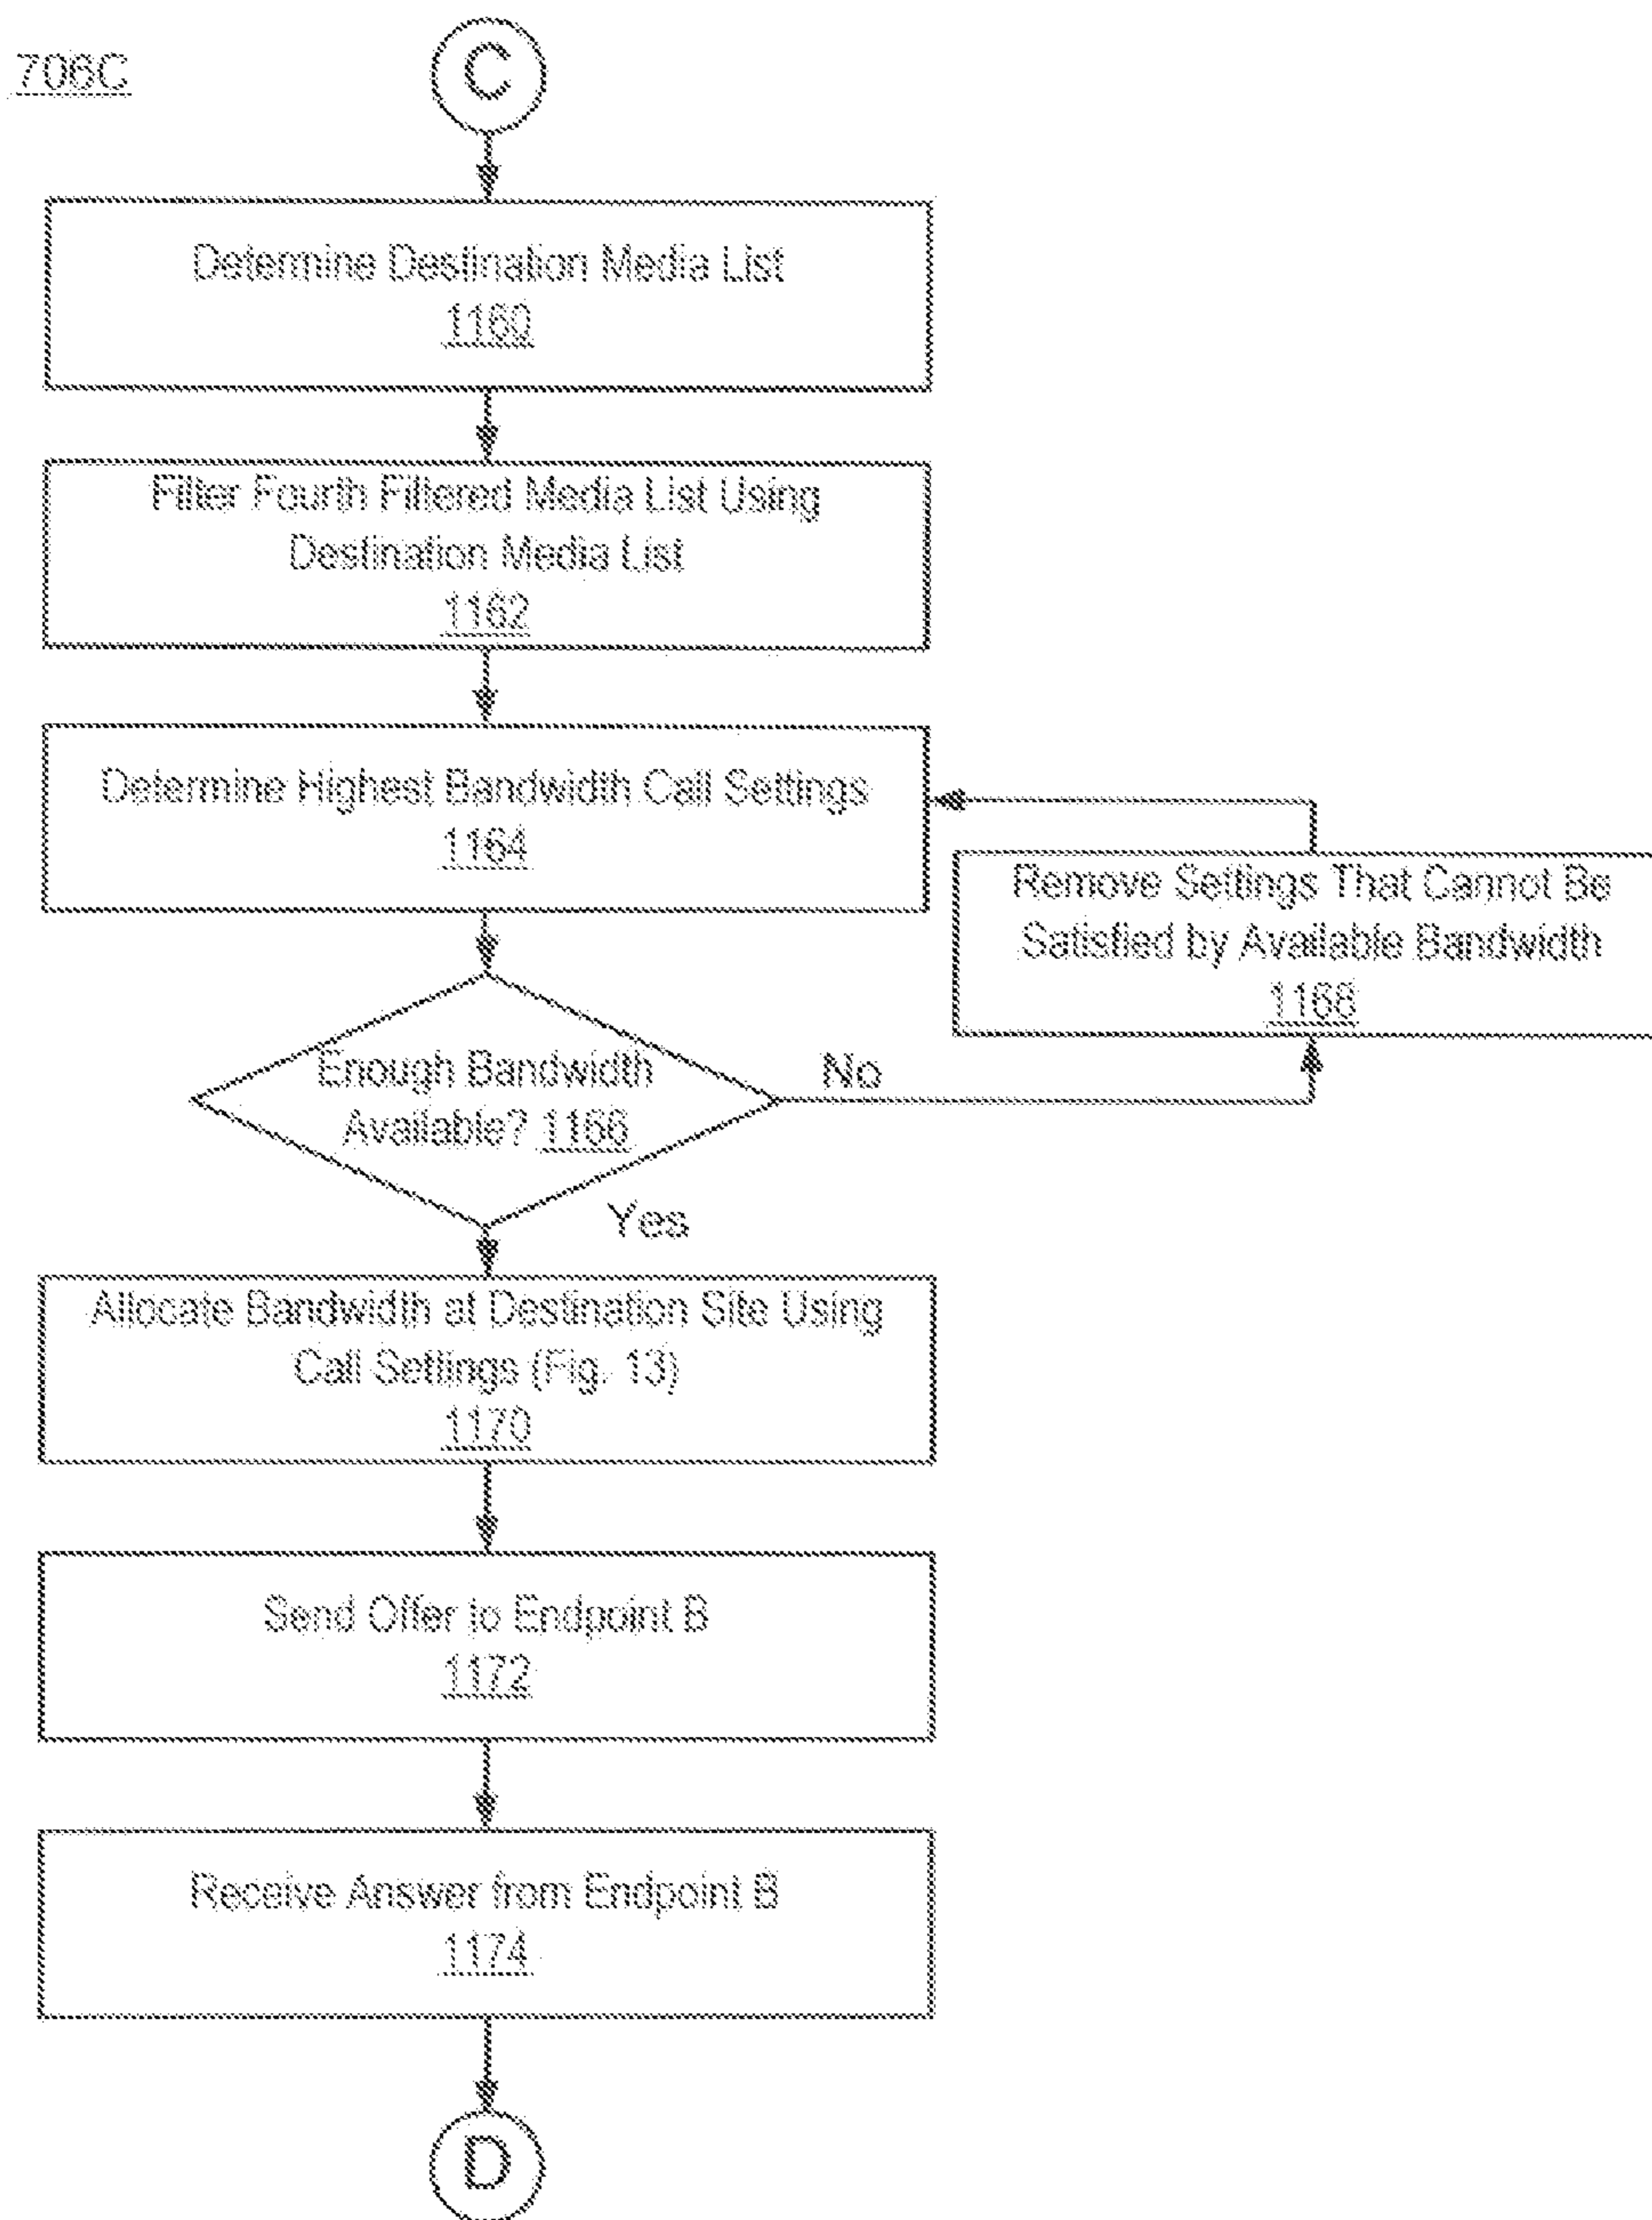 706C
C
Determine Destination Media List
1160
Filter Fourth Filtered Media List Using
Destination Media List
1162
Determine Highest Bandwidth Call Settings
1164
Remove Settings That Cannot Be
Satisfied by Available Bandwidth
1168
Enough Bandwidth
Available? 1166
No
Yes
Allocate Bandwidth at Destination Site Using
Call Settings (Fig. 13)
1170
Send Offer to Endpoint B
1172
Receive Answer from Endpoint B
1174
D